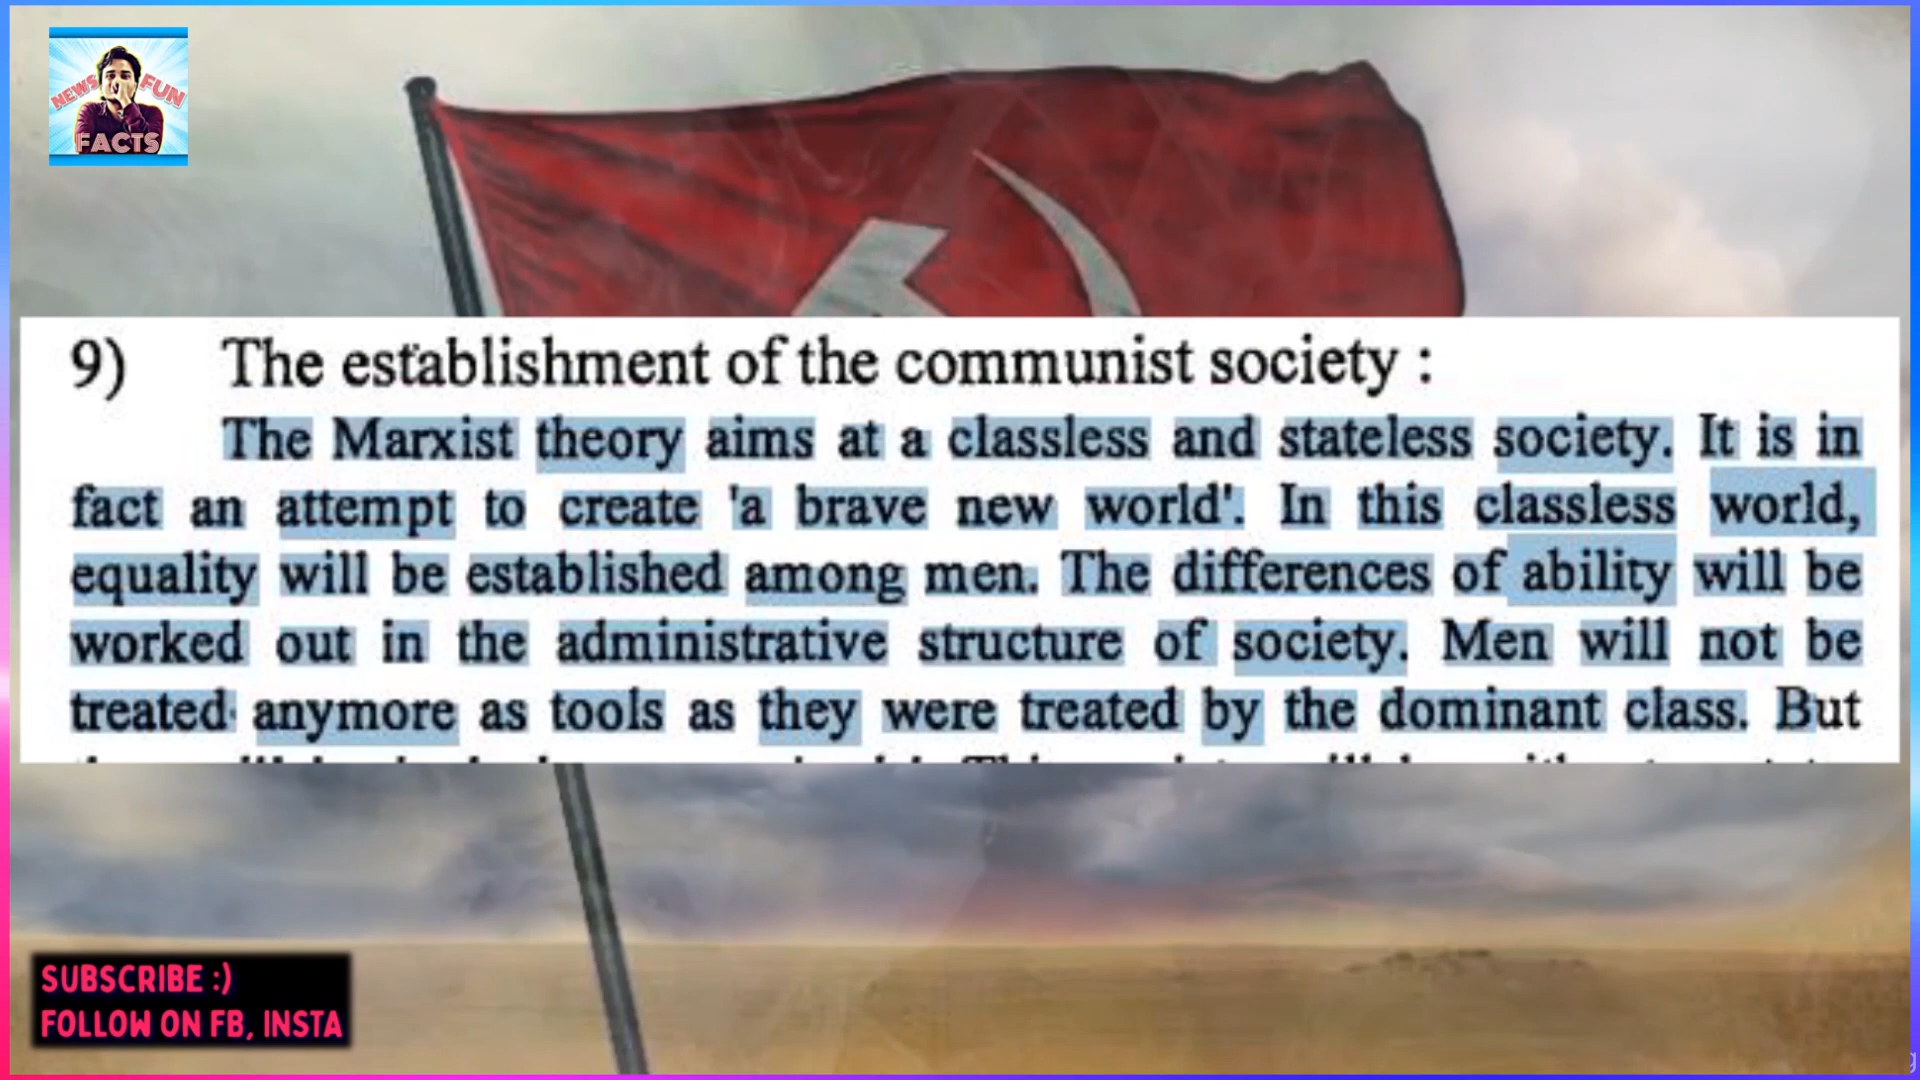 NEWS FUN
FACTS
9) The establishment of the communist society :
The Marxist theory aims at a classless and stateless society. It is in
fact an attempt to create 'a brave new world'. In this classless world,
equality will be established among men. The differences of ability will be
worked out in the administrative structure of society. Men will not be
treated anymore as tools as they were treated by the dominant class. But
SUBSCRIBE :)
FOLLOW ON FB, INSTA